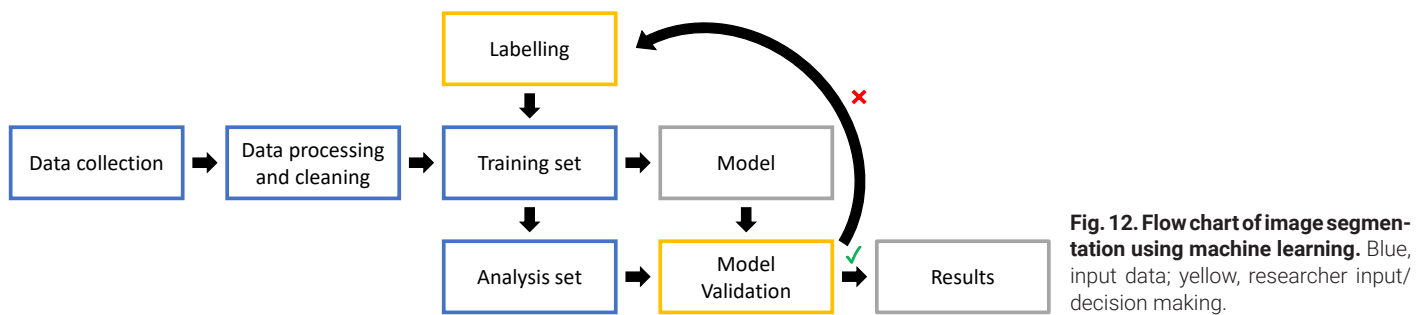 Labelling
Data collection
Data processing
and cleaning
Training set
Model
Analysis set
Model
Validation
Results
Fig. 12. Flow chart of image segmen-
tation using machine learning. Blue,
input data; yellow, researcher input/
decision making.